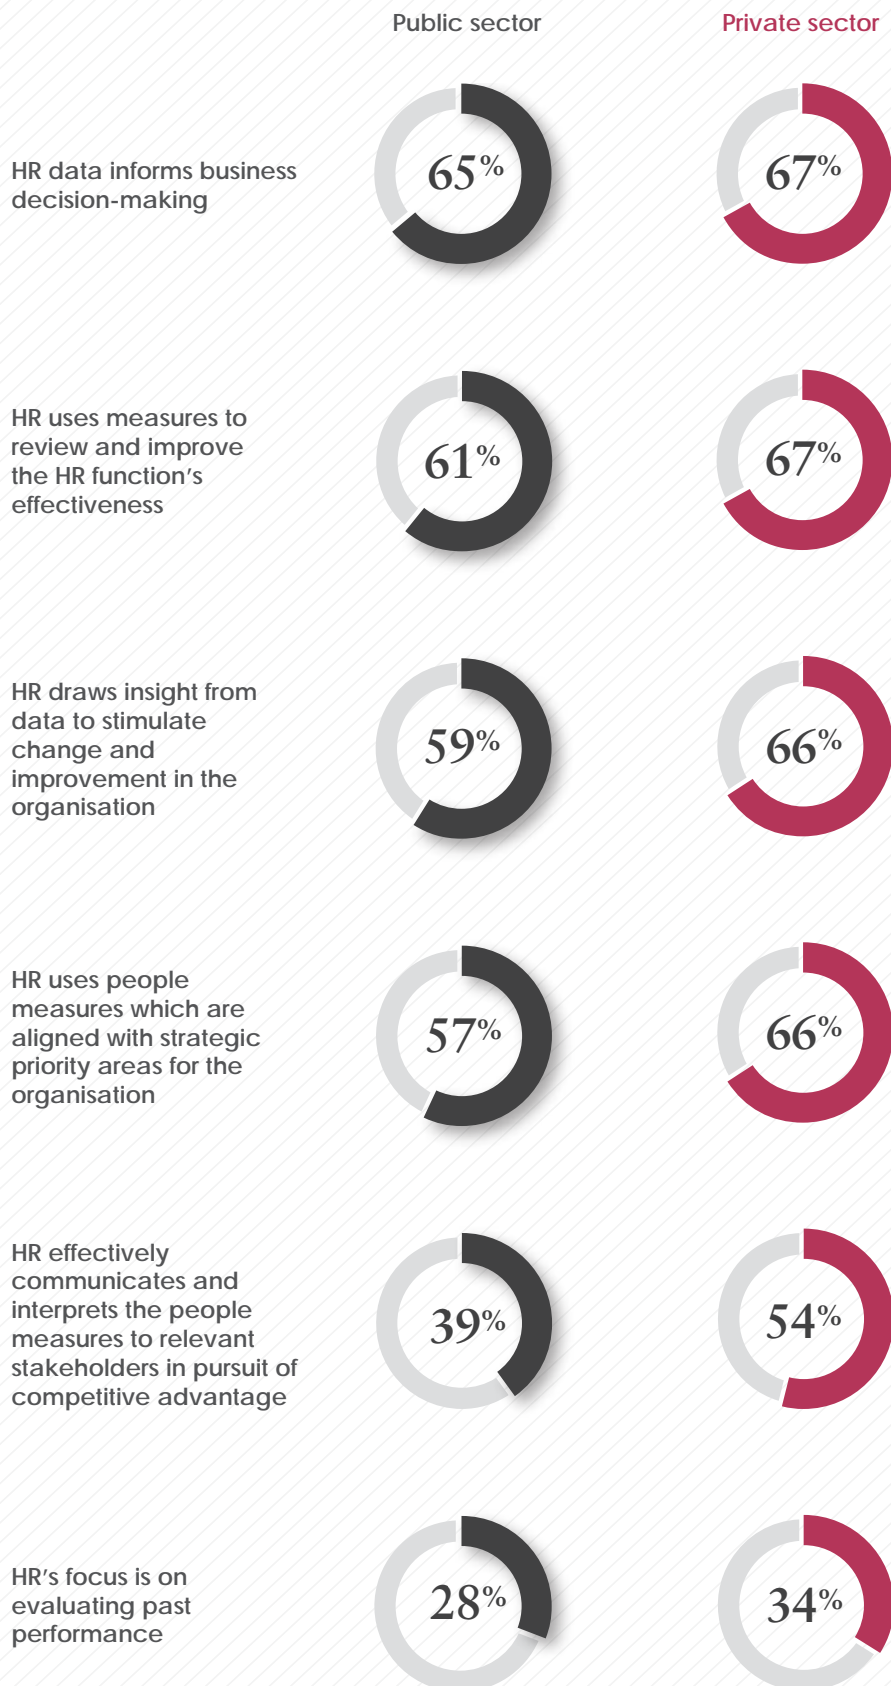 Public sector
Private sector
HR data informs business
decision-making
65%
67%
HR uses measures to
review and improve
the HR function's
effectiveness
61%
67%
HR draws insight from
data to stimulate
change and
improvement in the
organisation
59%
66%
HR uses people
measures which are
aligned with strategic
priority areas for the
organisation
57%
66%
HR effectively
communicates and
interprets the people
measures to relevant
stakeholders in pursuit of
competitive advantage
39%
54%
HR's focus is on
evaluating past
performance
28%
34%